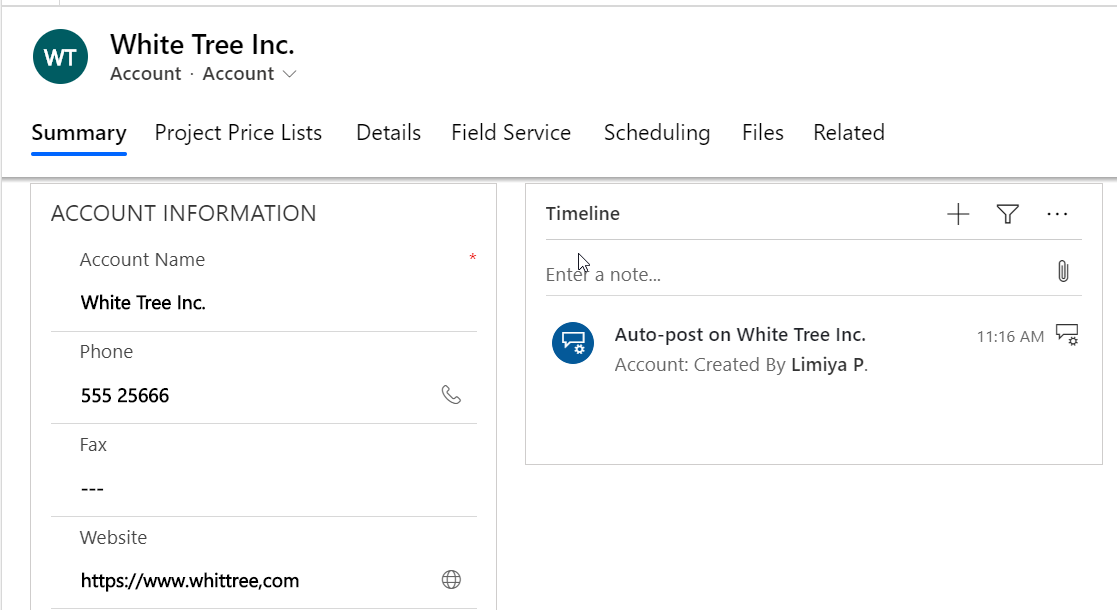 WT
White Tree Inc.
Account · Account
Summary Project Price Lists Details Field Service Scheduling Files Related
ACCOUNT INFORMATION
Account Name *
White Tree Inc.
Phone
555 25666
Fax
---
Website
https://www.whittree,com
Timeline
Enter a note...
Auto-post on White Tree Inc. 11:16 AM
Account: Created By Limiya P.